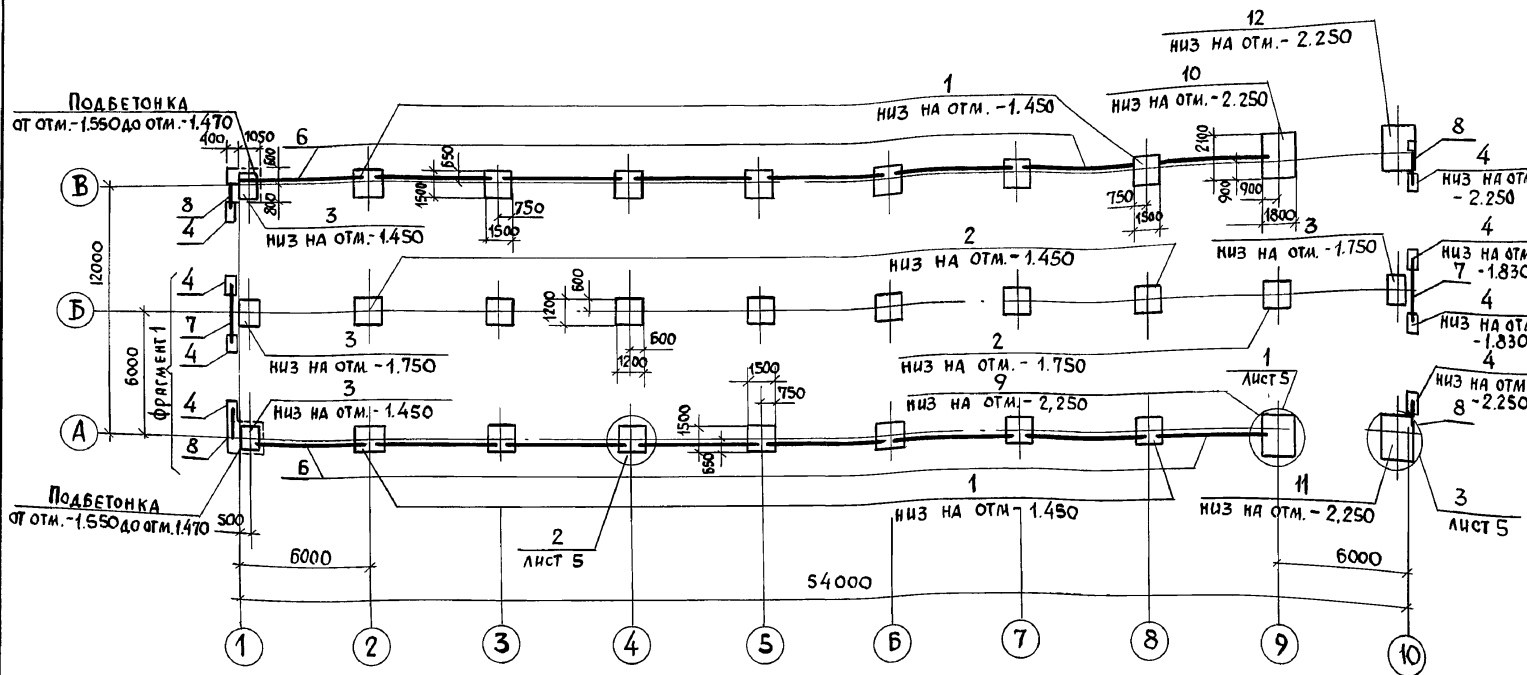 12
НИЗ НА ОТМ.- 2.250
ПОДБЕТОНКА
ОТ ОТМ.-1.550 ДО ОТМ.-1.470
1
НИЗ НА ОТМ. -1.450
10
НИЗ НА ОТМ.-2.250
400
1050
600
6
650
2100
8
4
НИЗ НА ОТМ
- 2.250
В
8
4
800
3
НИЗ НА ОТМ.-1.450
1500
750
1500
750
1500
900
900
1800
12000
2
НИЗ НА ОТМ.-1.450
3
НИЗ НА ОТМ. -1.750
4
НИЗ НА ОТМ
7 -1.830
4
Б
7
4
600
1200
4
НИЗ НА ОТМ
-1.830
6000
ФРАГМЕНТ 1
3
НИЗ НА ОТМ -1.750
600
1200
2
НИЗ НА ОТМ. -1.750
1
ЛИСТ 5
1500
750
4
3
НИЗ НА ОТМ -1.450
9
НИЗ НА ОТМ.- 2,250
4
НИЗ НА ОТМ
-2.250
8
А
8
1500
650
6
ПОДБЕТОНКА
ОТ ОТМ.-1.550 ДО ОТМ.1.470
500
1
НИЗ НА ОТМ- 1.450
11
НИЗ НА ОТМ.- 2,250
3
ЛИСТ 5
2
ЛИСТ 5
6000
6000
54000
1 2 3 4 5 6 7 8 9 10